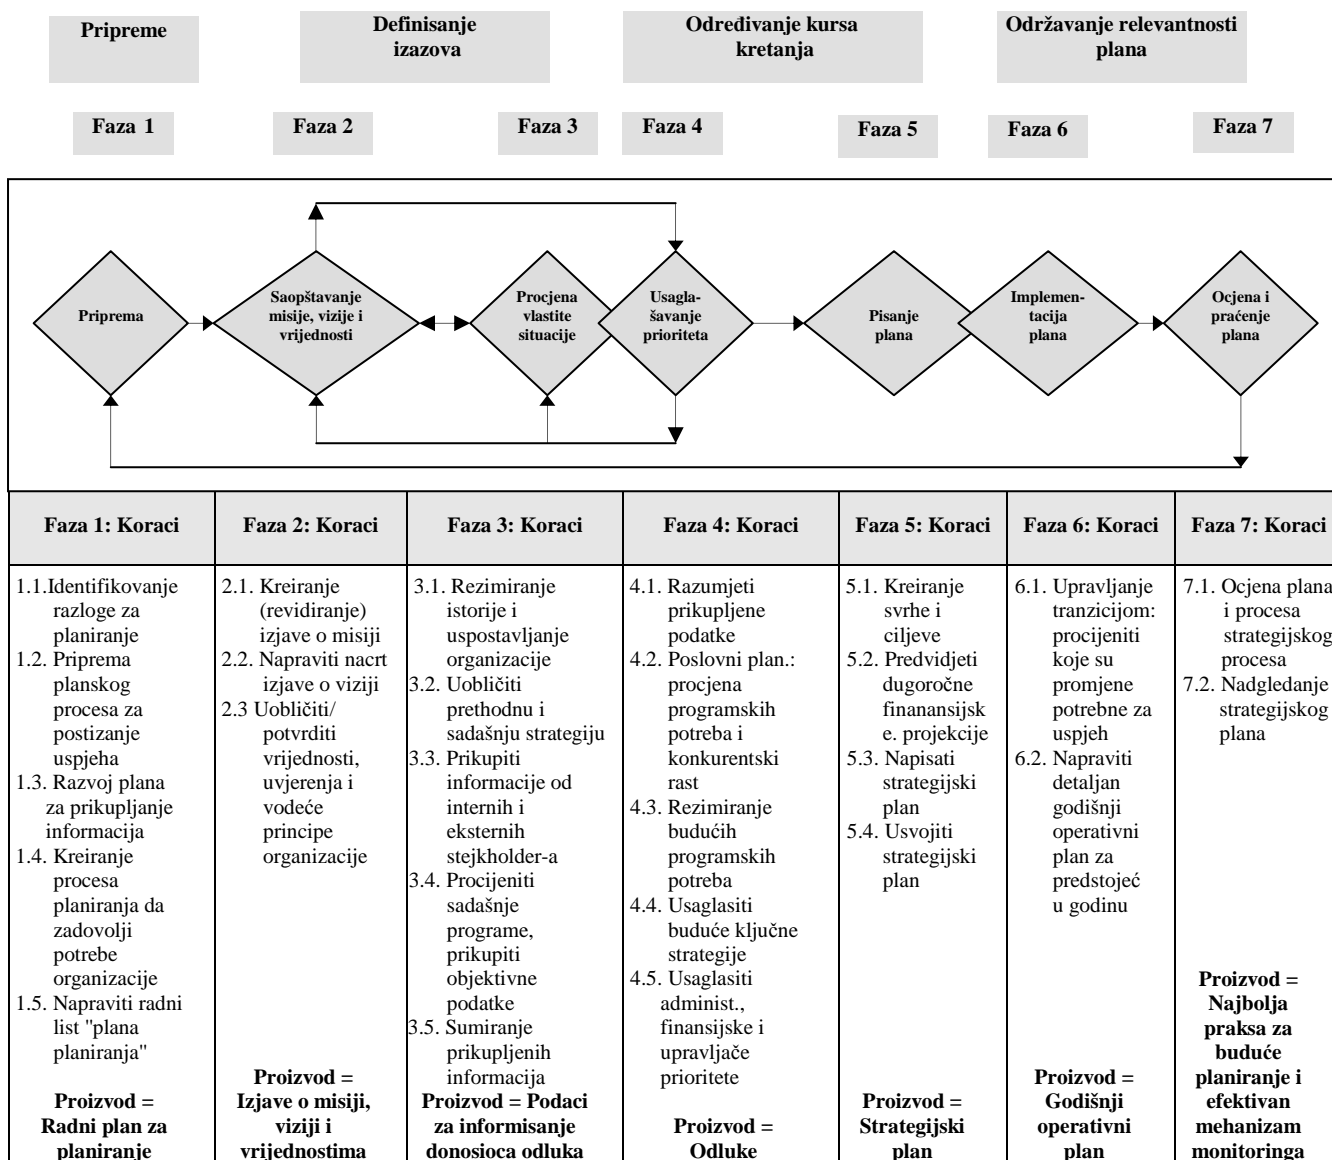 Pripreme
Definisanje
izazova
Određivanje kursa
kretanja
Održavanje relevantnosti
plana
Faza 1
Faza 2
Faza 3
Faza 4
Faza 5
Faza 6
Faza 7
Priprema
Saopštavanje
misije, vizije i
vrijednosti
Procjena
vlastite
situacije
Usagla-
šavanje
prioriteta
Pisanje
plana
Implemen-
tacija
plana
Ocjena i
praćenje
plana
Faza 1: Koraci
1.1.Identifikovanje
razloge za
planiranje
1.2. Priprema
planskog
procesa za
postizanje
uspjeha
1.3. Razvoj plana
za prikupljanje
informacija
1.4. Kreiranje
procesa
planiranja da
zadovolji
potrebe
organizacije
1.5. Napraviti radni
list "plana
planiranja"
Proizvod =
Radni plan za
planiranje
Faza 2: Koraci
2.1. Kreiranje
(revidiranje)
izjave o misiji
2.2. Napraviti nacrt
izjave o viziji
2.3 Uobličiti/
potvrditi
vrijednosti,
uvjerenja i
vodeće
principe
organizacije
Proizvod =
Izjave o misiji,
viziji i
vrijednostima
Faza 3: Koraci
3.1. Rezimiranje
istorije i
uspostavljanje
organizacije
3.2. Uobličiti
prethodnu i
sadašnju strategiju
3.3. Prikupiti
informacije od
internih i
eksternih
stejkholder-a
3.4. Procijeniti
sadašnje
programe,
prikupiti
objektivne
podatke
3.5. Sumiranje
prikupljenih
informacija
Proizvod = Podaci
za informisanje
donosioca odluka
Faza 4: Koraci
4.1. Razumjeti
prikupljene
podatke
4.2. Poslovni plan.:
procjena
programskih
potreba i
konkurentski
rast
4.3. Rezimiranje
budućih
programskih
potreba
4.4. Usaglasiti
buduće ključne
strategije
4.5. Usaglasiti
administ.,
finansijske i
upravljače
prioritete
Proizvod =
Odluke
Faza 5: Koraci
5.1. Kreiranje
svrhe i
ciljeve
5.2. Predvidjeti
dugoročne
finanansijsk
e. projekcije
5.3. Napisati
strategijski
plan
5.4. Usvojiti
strategijski
plan
Proizvod =
Strategijski
plan
Faza 6: Koraci
6.1. Upravljanje
tranzicijom:
procijeniti
koje su
promjene
potrebne za
uspjeh
6.2. Napraviti
detaljan
godišnji
operativni
plan za
predstojeć
u godinu
Proizvod =
Godišnji
operativni
plan
Faza 7: Koraci
7.1. Ocjena plana
i procesa
strategijskog
procesa
7.2. Nadgledanje
strategijskog
plana
Proizvod =
Najbolja
praksa za
buduće
planiranje i
efektivan
mehanizam
monitoringa